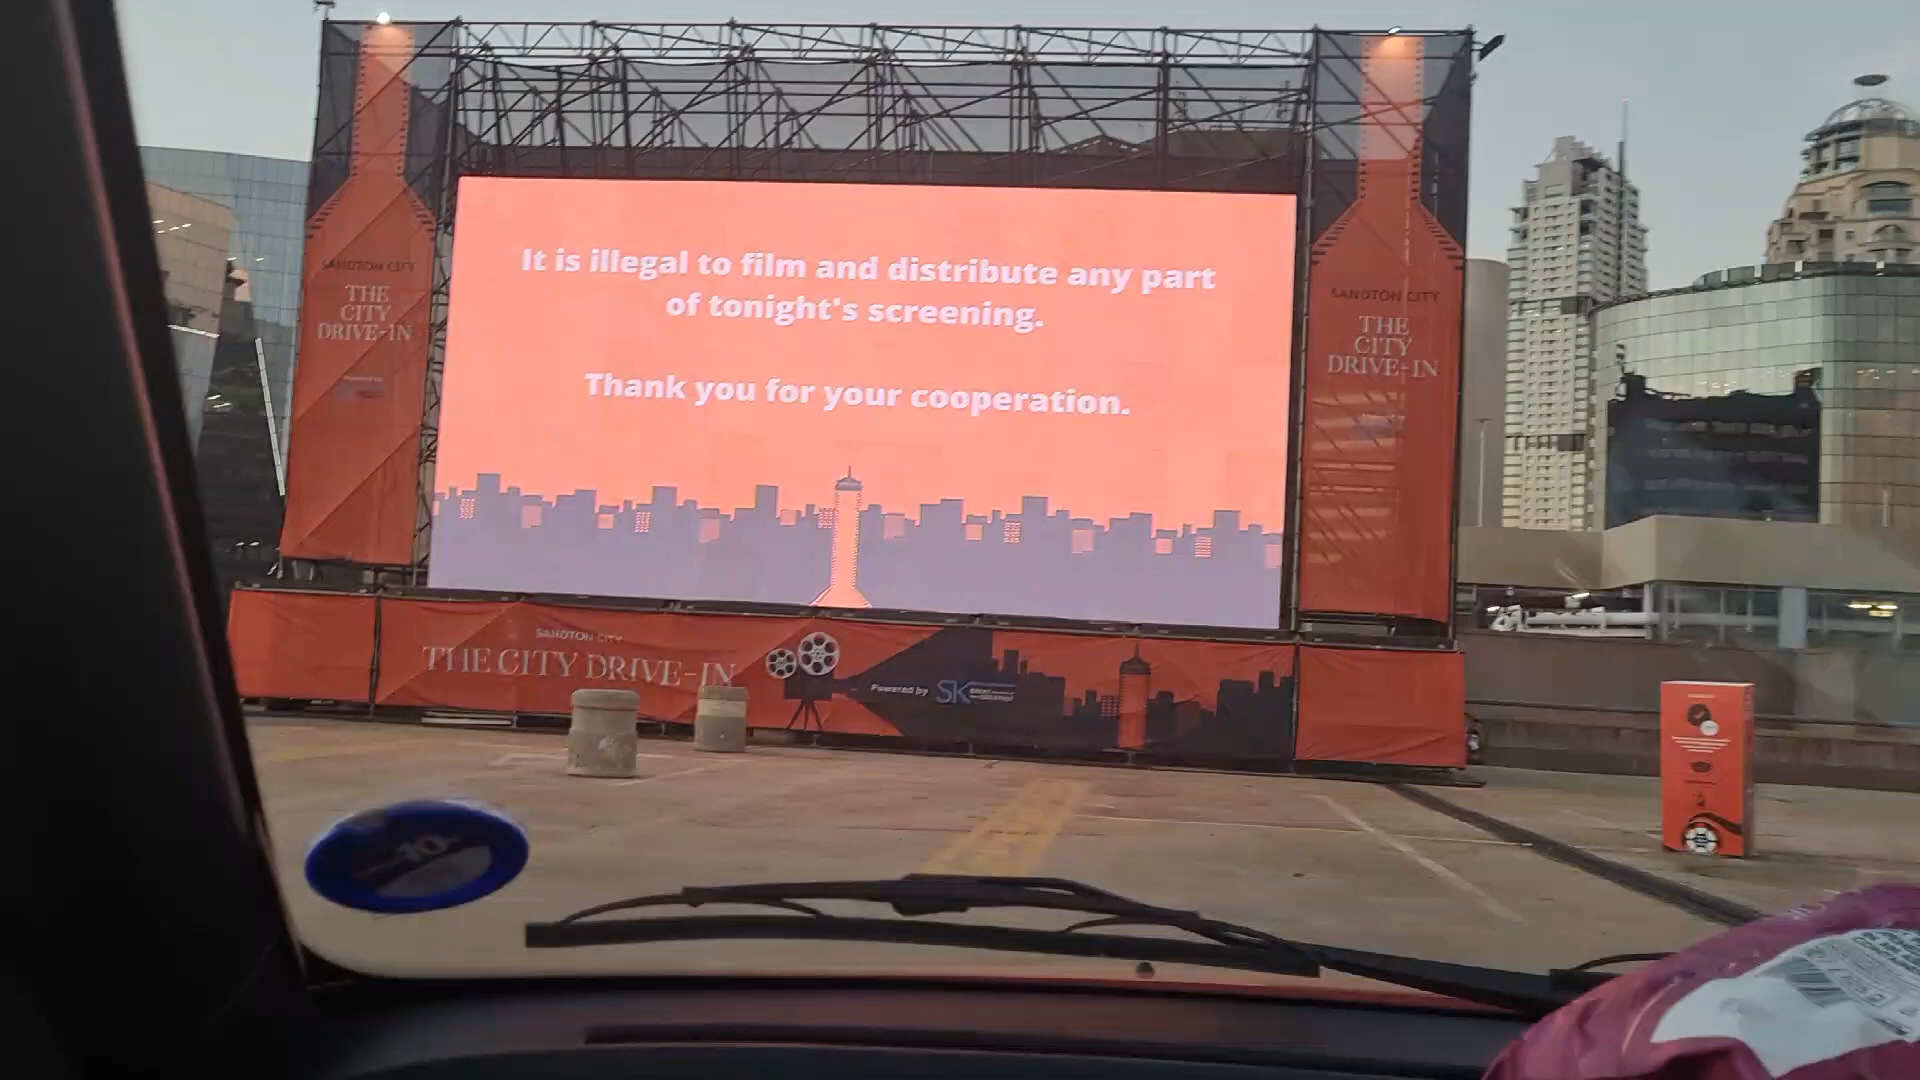 It is illegal to film and distribute any part
of tonight's screening.
Thank you for your cooperation.
SANDTON CITY
THE
CITY
DRIVE-IN
SANDTON CITY
THE
CITY
DRIVE-IN
SANDTON CITY
THE CITY DRIVE-IN
Powered by
SK
10